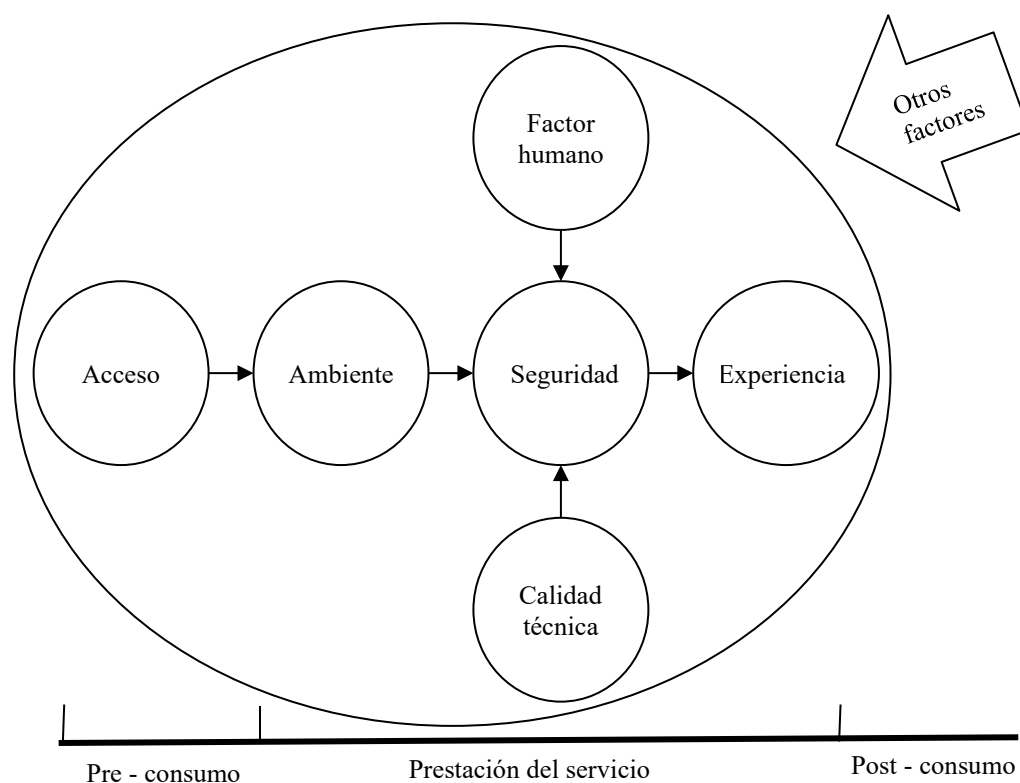 Otros
factores
Factor
humano
Acceso
Ambiente
Seguridad
Experiencia
Calidad
técnica
Pre - consumo
Prestación del servicio
Post - consumo